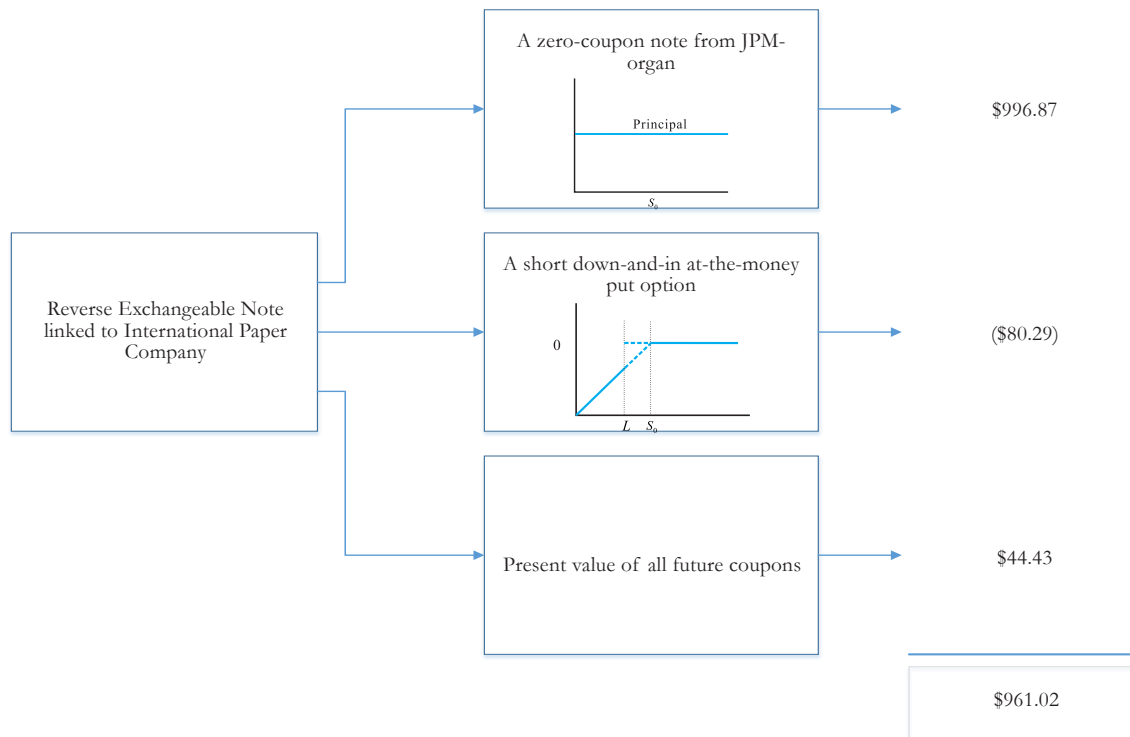 A zero-coupon note from JPM-
organ
Principal
S₀
$996.87
Reverse Exchangeable Note
linked to International Paper
Company
A short down-and-in at-the-money
put option
0
L S₀
($80.29)
Present value of all future coupons
$44.43
$961.02